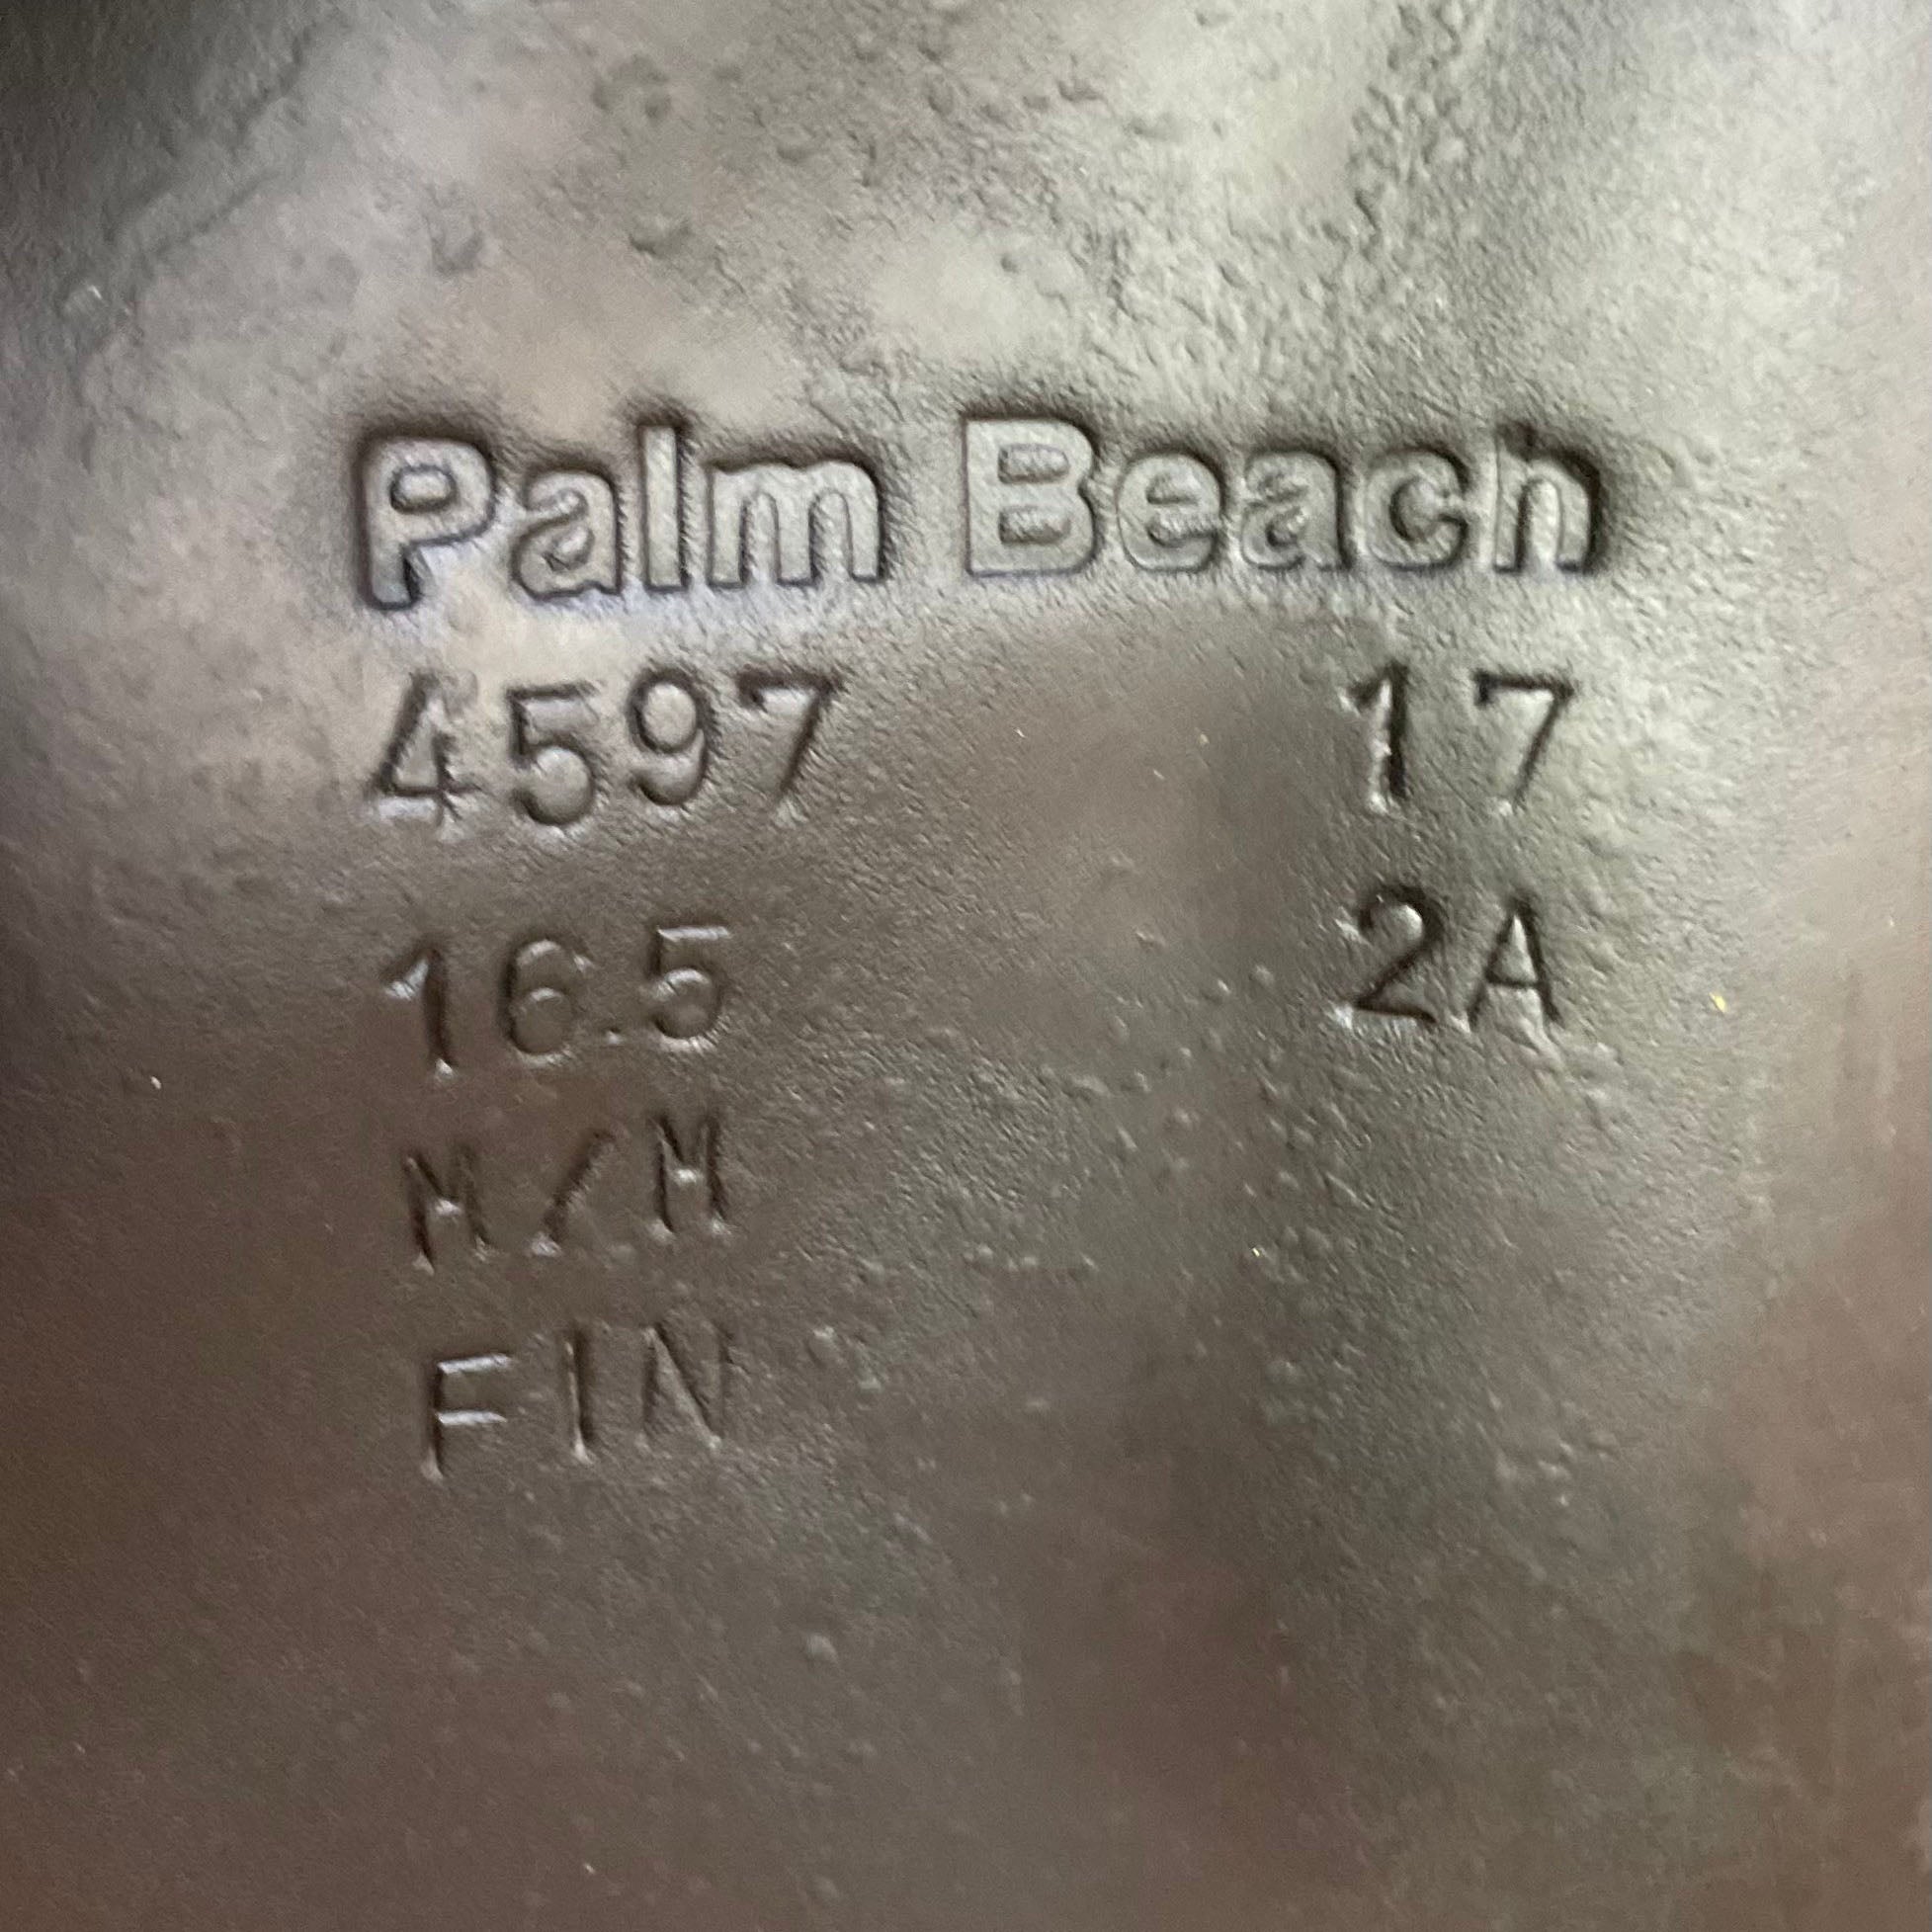 Palm Beach
4597 17
16.5 2A
M/M
FIN